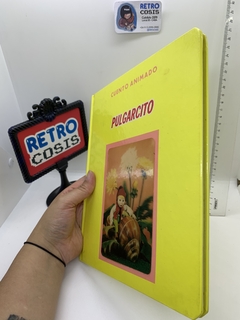 RETRO
COSIS
RETRO
COSIS
CUENTO ANIMADO
PULGARCITO